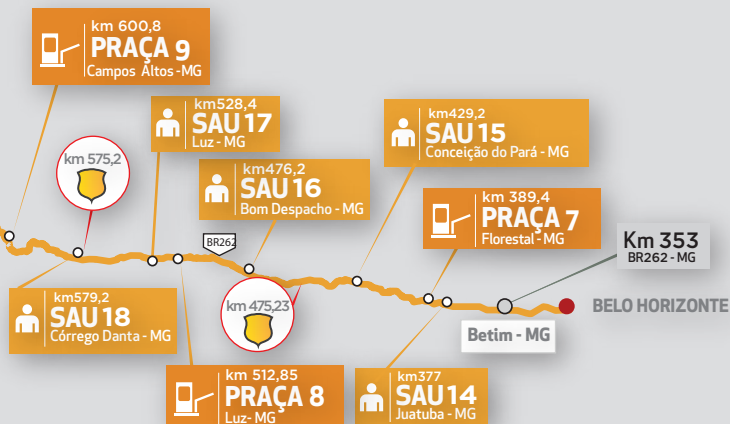 km 600,8
PRAÇA 9
Campos Altos -MG
km528,4
SAU 17
Luz - MG
km429,2
SAU 15
Conceição do Pará - MG
km 575,2
km476,2
SAU 16
Bom Despacho - MG
km 389,4
PRAÇA 7
Florestal - MG
BR262
Km 353
BR262 - MG
km579,2
SAU 18
Córrego Danta - MG
km 475,23
BELO HORIZONTE
Betim - MG
km 512,85
PRAÇA 8
Luz- MG
km377
SAU 14
Juatuba - MG